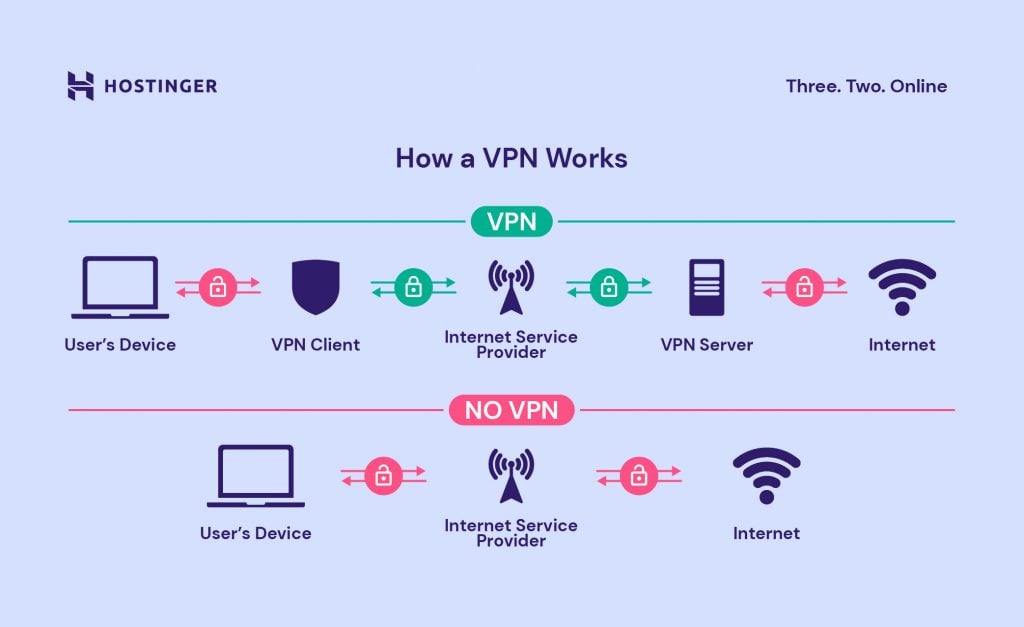 HOSTINGER
Three. Two. Online
How a VPN Works
VPN
User's Device
VPN Client
Internet Service
Provider
VPN Server
Internet
NO VPN
User's Device
Internet Service
Provider
Internet